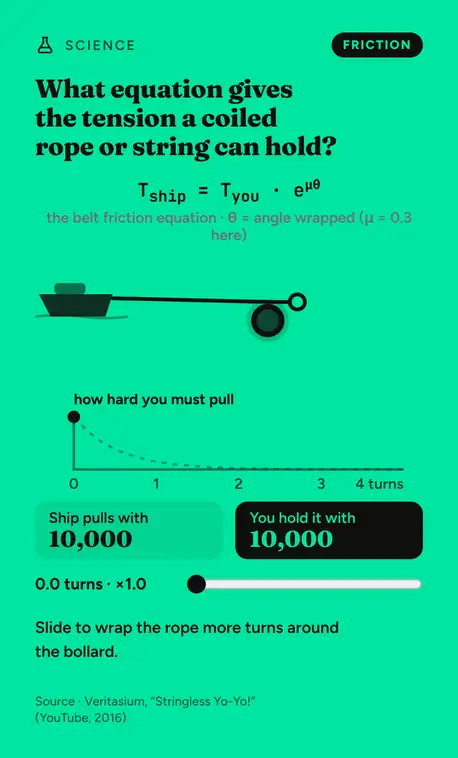 SCIENCE
FRICTION
What equation gives
the tension a coiled
rope or string can hold?
Tship = Tyou · eμθ
the belt friction equation · θ = angle wrapped (μ = 0.3
here)
how hard you must pull
0 1 2 3 4 turns
Ship pulls with
10,000
You hold it with
10,000
0.0 turns · ×1.0
Slide to wrap the rope more turns around
the bollard.
Source · Veritasium, “Stringless Yo-Yo!”
(YouTube, 2016)